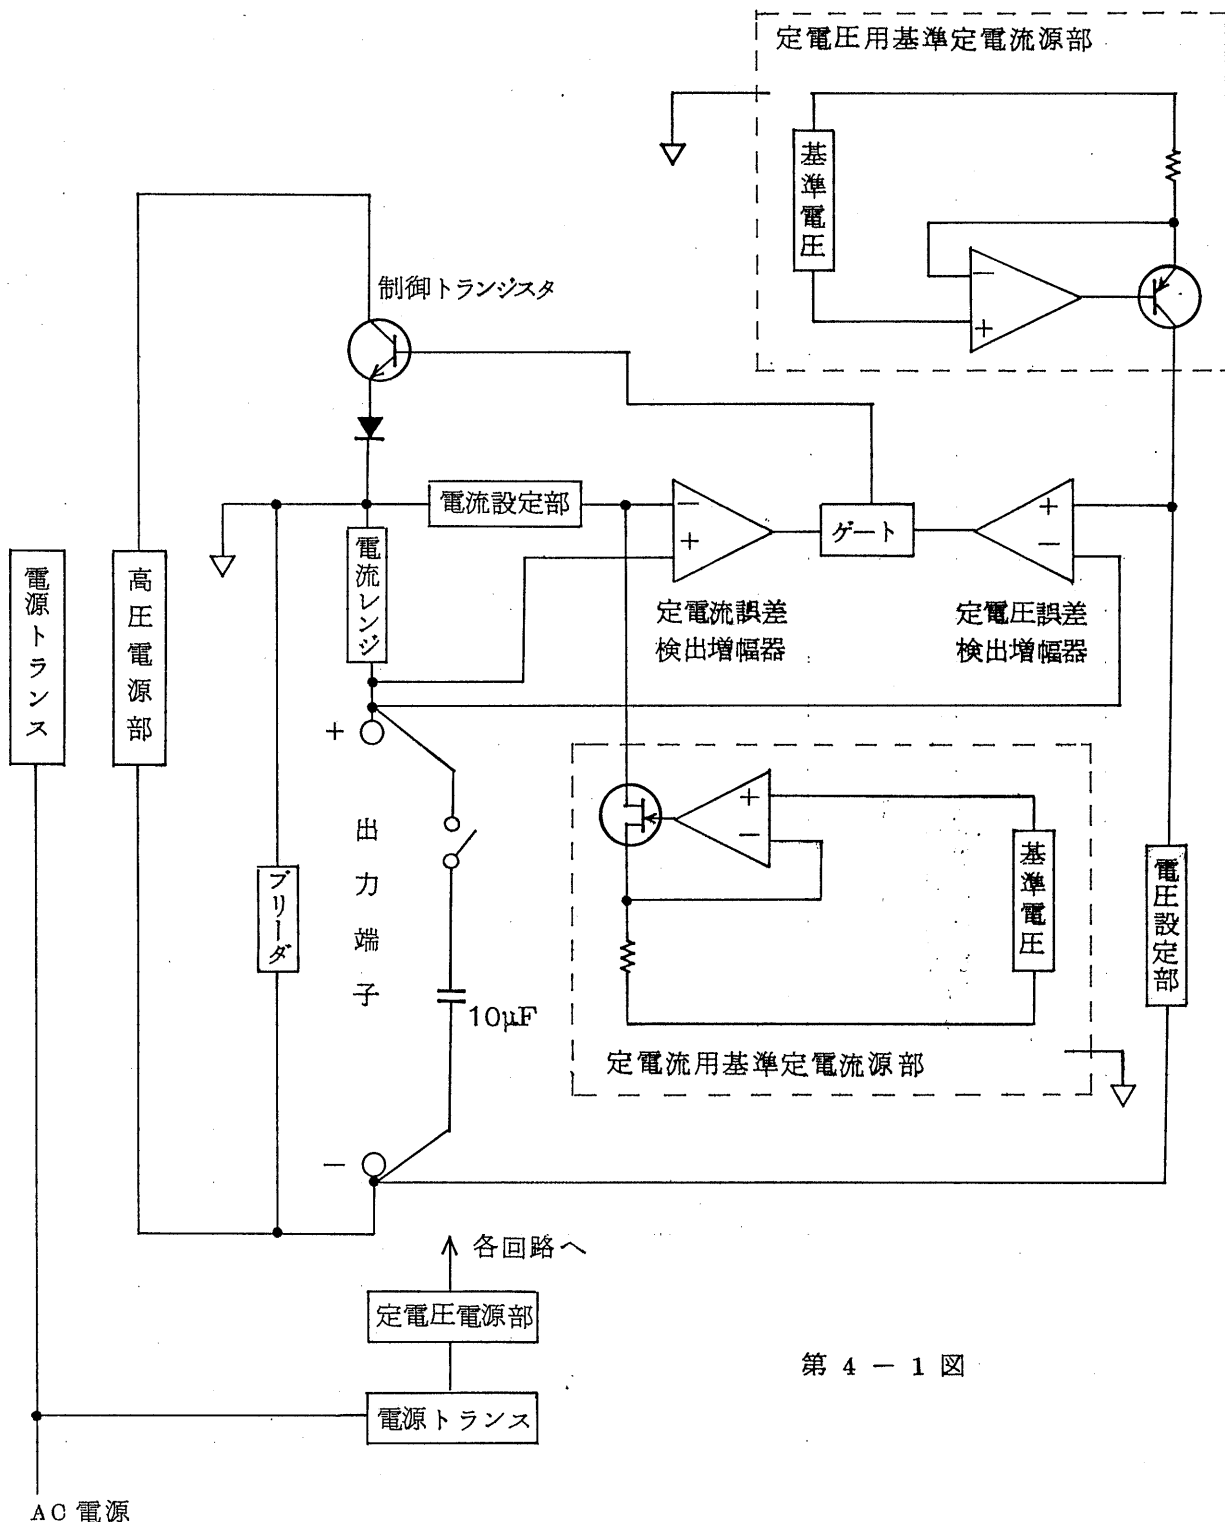 定電圧用基準定電流源部
基準電圧
−
+
制御トランジスタ
電流設定部
−
+
ゲート
+
−
電源トランス
高圧電源部
電流レンジ
定電流誤差
検出増幅器
定電圧誤差
検出増幅器
+
出力端子
ブリーダ
10μF
+
−
基準電圧
電圧設定部
定電流用基準定電流源部
−
各回路へ
定電圧電源部
電源トランス
第 4 − 1 図
AC 電源